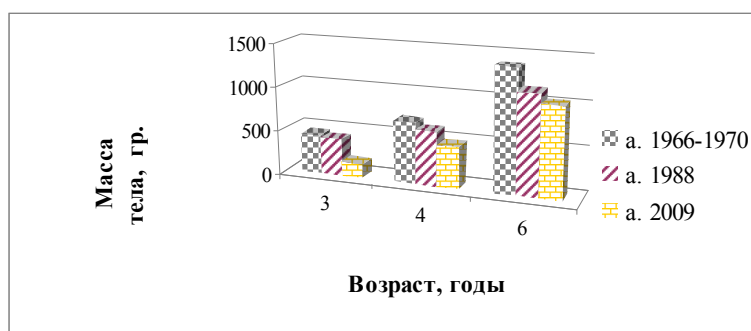 1500
1000
500
0
Масса
тела, гр.
3
4
6
Возраст, годы
а. 1966-1970
а. 1988
а. 2009